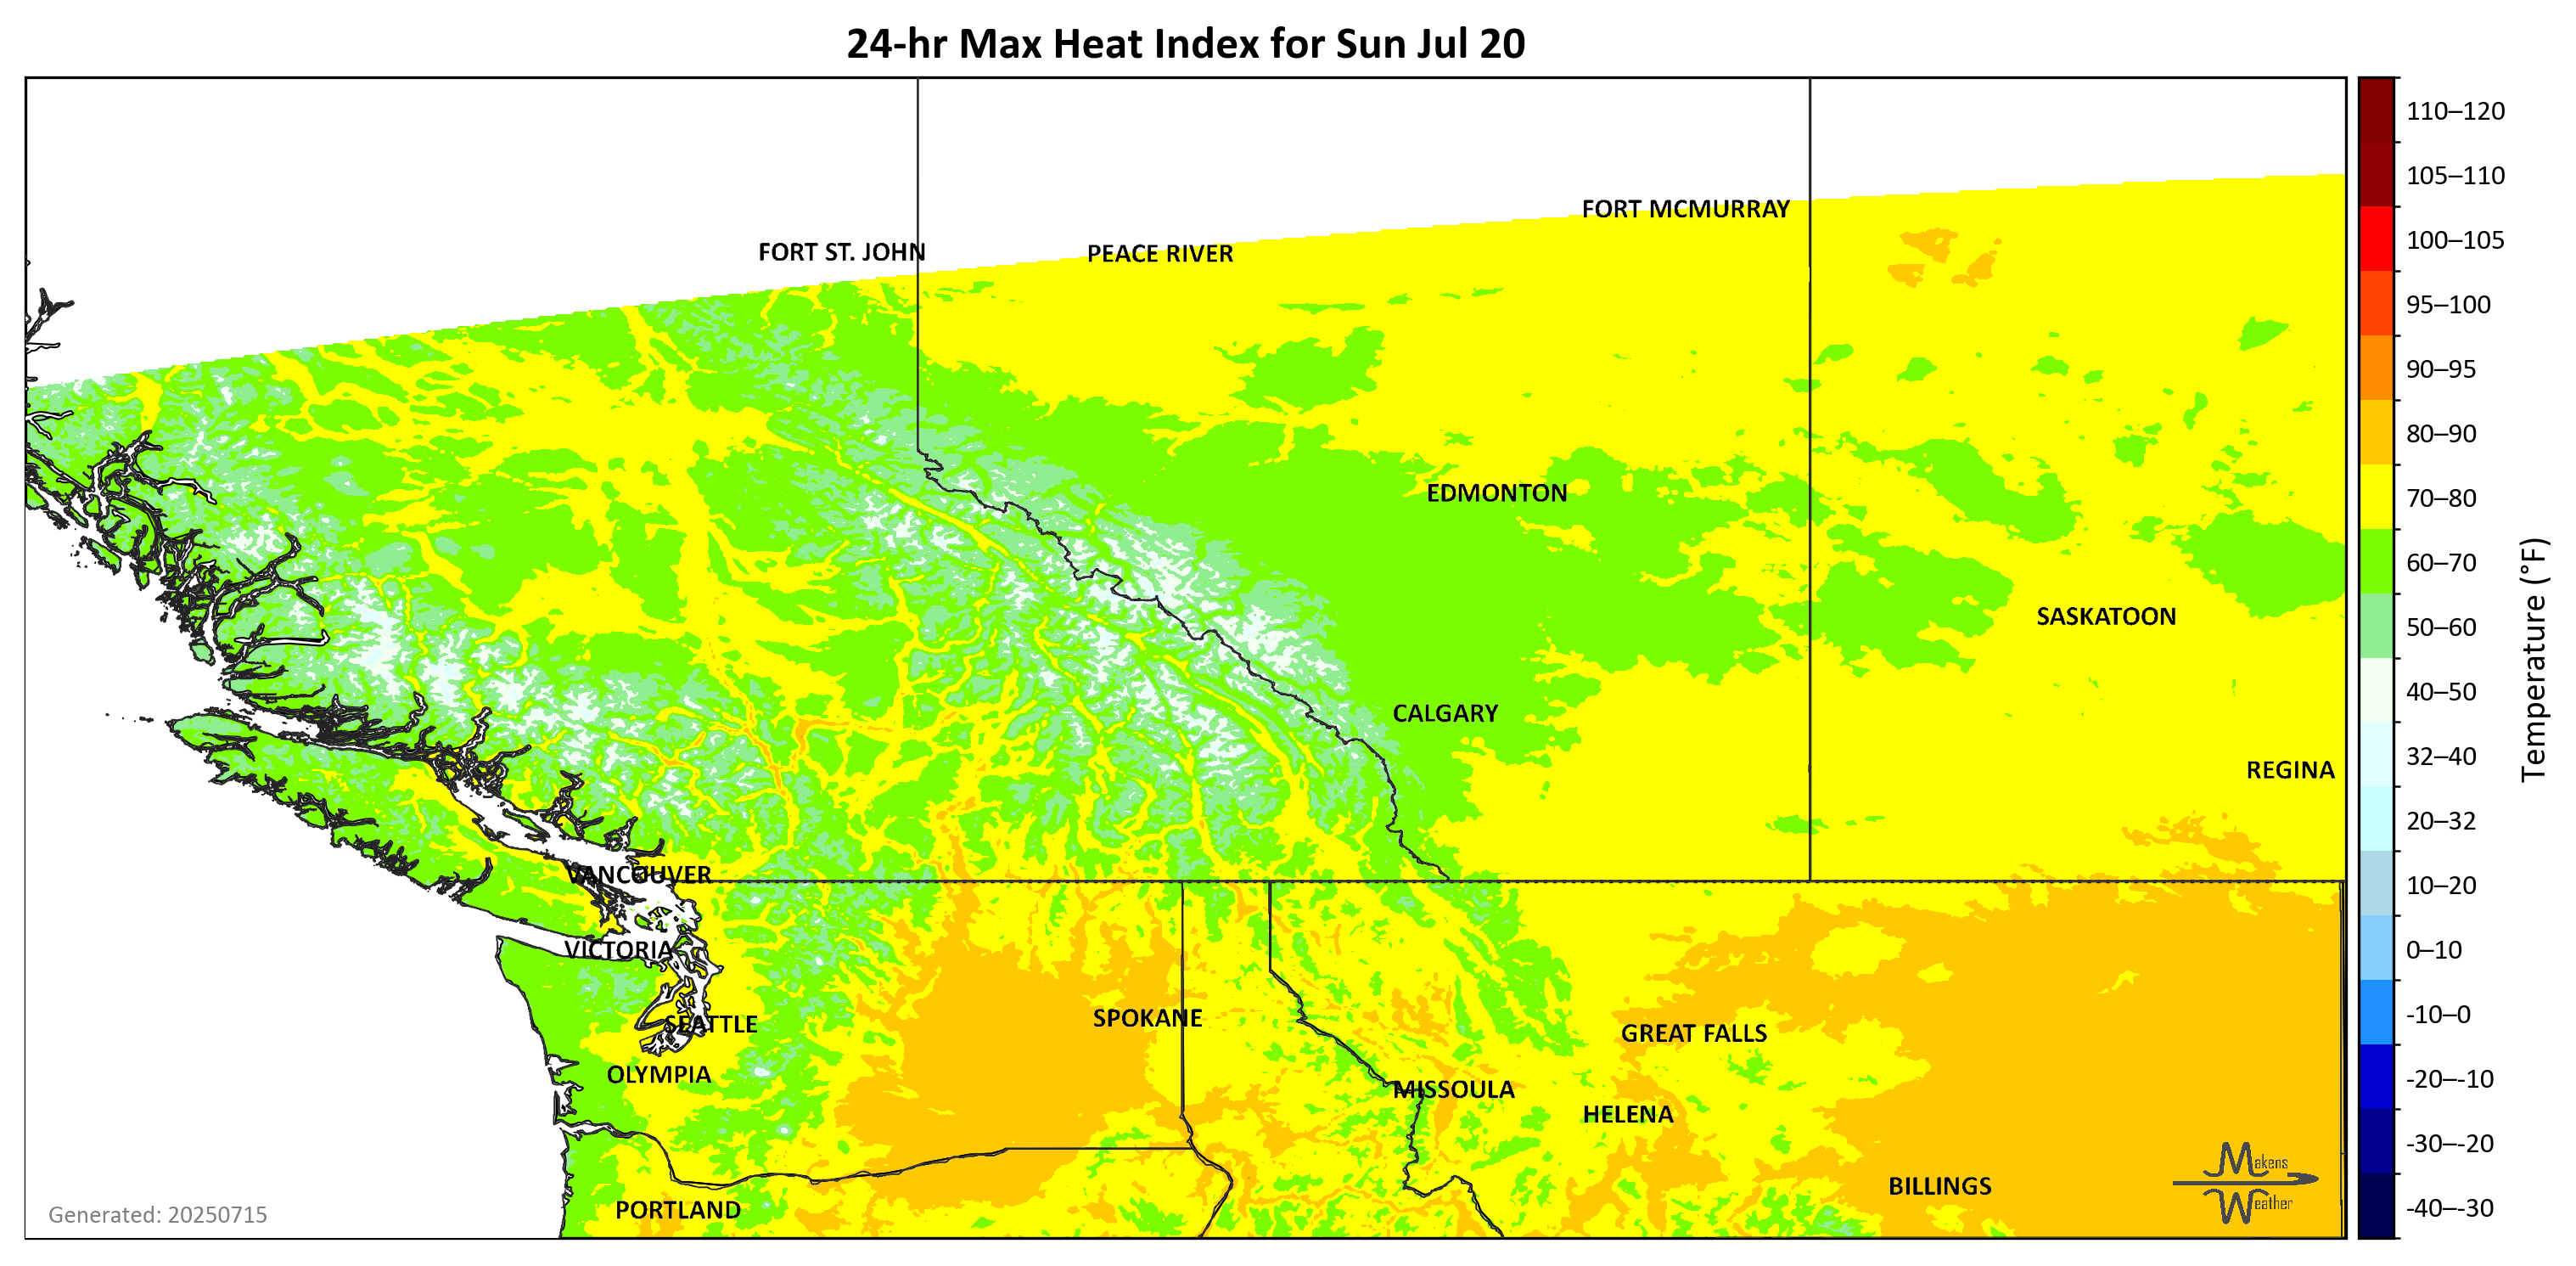 24-hr Max Heat Index for Sun Jul 20
FORT MCMURRAY
FORT ST. JOHN
PEACE RIVER
EDMONTON
SASKATOON
CALGARY
REGINA
VANCOUVER
VICTORIA
SPOKANE
SEATTLE
GREAT FALLS
OLYMPIA
MISSOULA
HELENA
BILLINGS
PORTLAND
Generated: 20250715
Makens
Weather
110–120
105–110
100–105
95–100
90–95
80–90
70–80
60–70
50–60
40–50
32–40
20–32
10–20
0–10
-10–0
-20–-10
-30–-20
-40–-30
Temperature (°F)